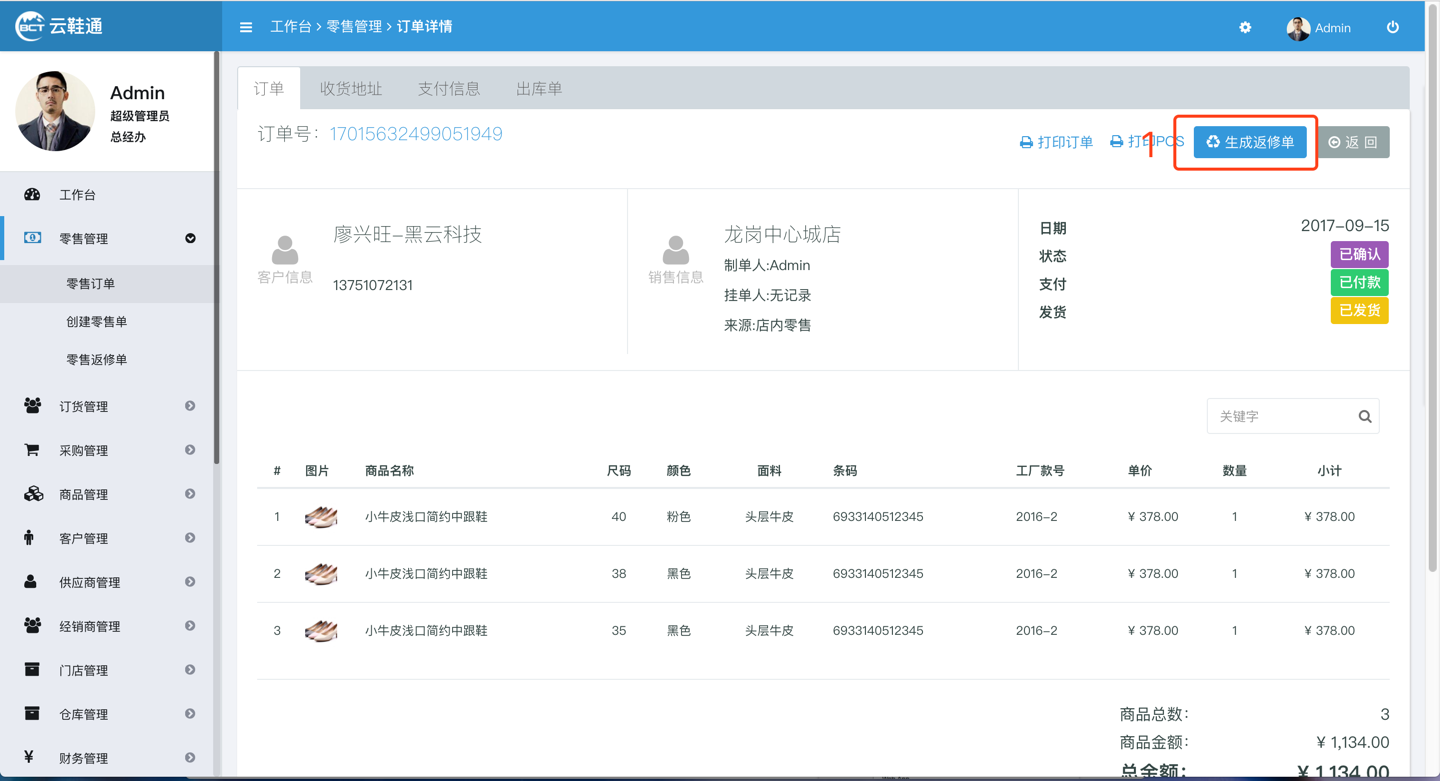 BCT 云鞋通
工作台 > 零售管理 > 订单详情
Admin
Admin
超级管理员
总经办
工作台
零售管理
零售订单
创建零售单
零售返修单
订货管理
采购管理
商品管理
客户管理
供应商管理
经销商管理
门店管理
仓库管理
¥ 财务管理
订单 收货地址 支付信息 出库单
订单号: 17015632499051949
打印订单 打印POS 1 生成返修单 返 回
客户信息
廖兴旺-黑云科技
13751072131
销售信息
龙岗中心城店
制单人:Admin
挂单人:无记录
来源:店内零售
日期 2017-09-15
状态 已确认
支付 已付款
发货 已发货
关键字
# 图片 商品名称 尺码 颜色 面料 条码 工厂款号 单价 数量 小计
1 小牛皮浅口简约中跟鞋 40 粉色 头层牛皮 6933140512345 2016-2 ¥ 378.00 1 ¥ 378.00
2 小牛皮浅口简约中跟鞋 38 黑色 头层牛皮 6933140512345 2016-2 ¥ 378.00 1 ¥ 378.00
3 小牛皮浅口简约中跟鞋 35 黑色 头层牛皮 6933140512345 2016-2 ¥ 378.00 1 ¥ 378.00
商品总数: 3
商品金额: ¥ 1,134.00
总金额: ¥ 1,134.00